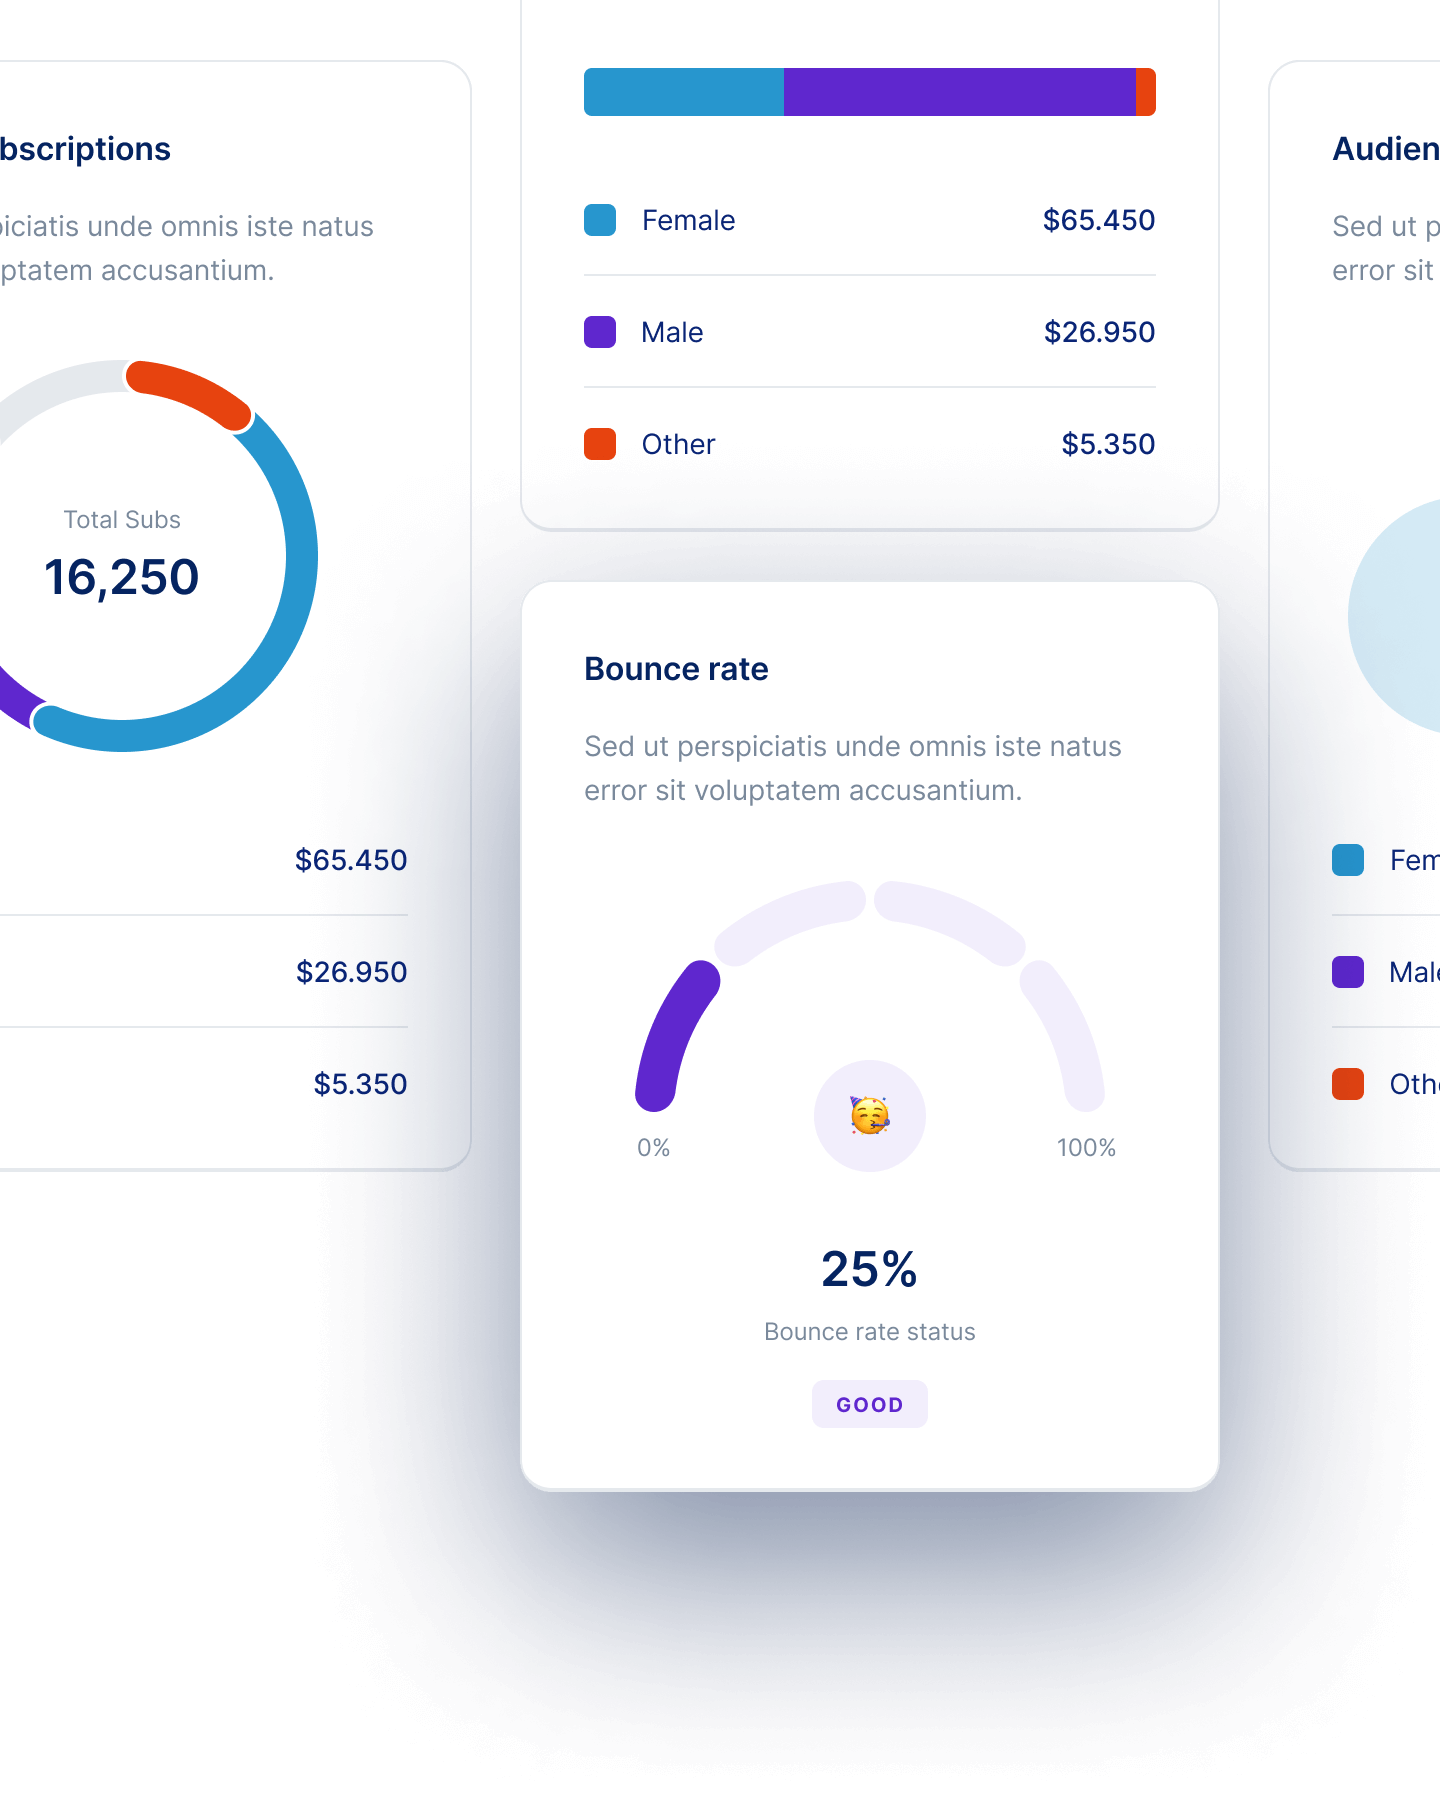 bscriptions
piciatis unde omnis iste natus
ptatem accusantium.
Total Subs
16,250
$65.450
$26.950
$5.350
Female $65.450
Male $26.950
Other $5.350
Bounce rate
Sed ut perspiciatis unde omnis iste natus
error sit voluptatem accusantium.
0% 100%
25%
Bounce rate status
GOOD
Audien
Sed ut p
error sit
Fem
Male
Othe